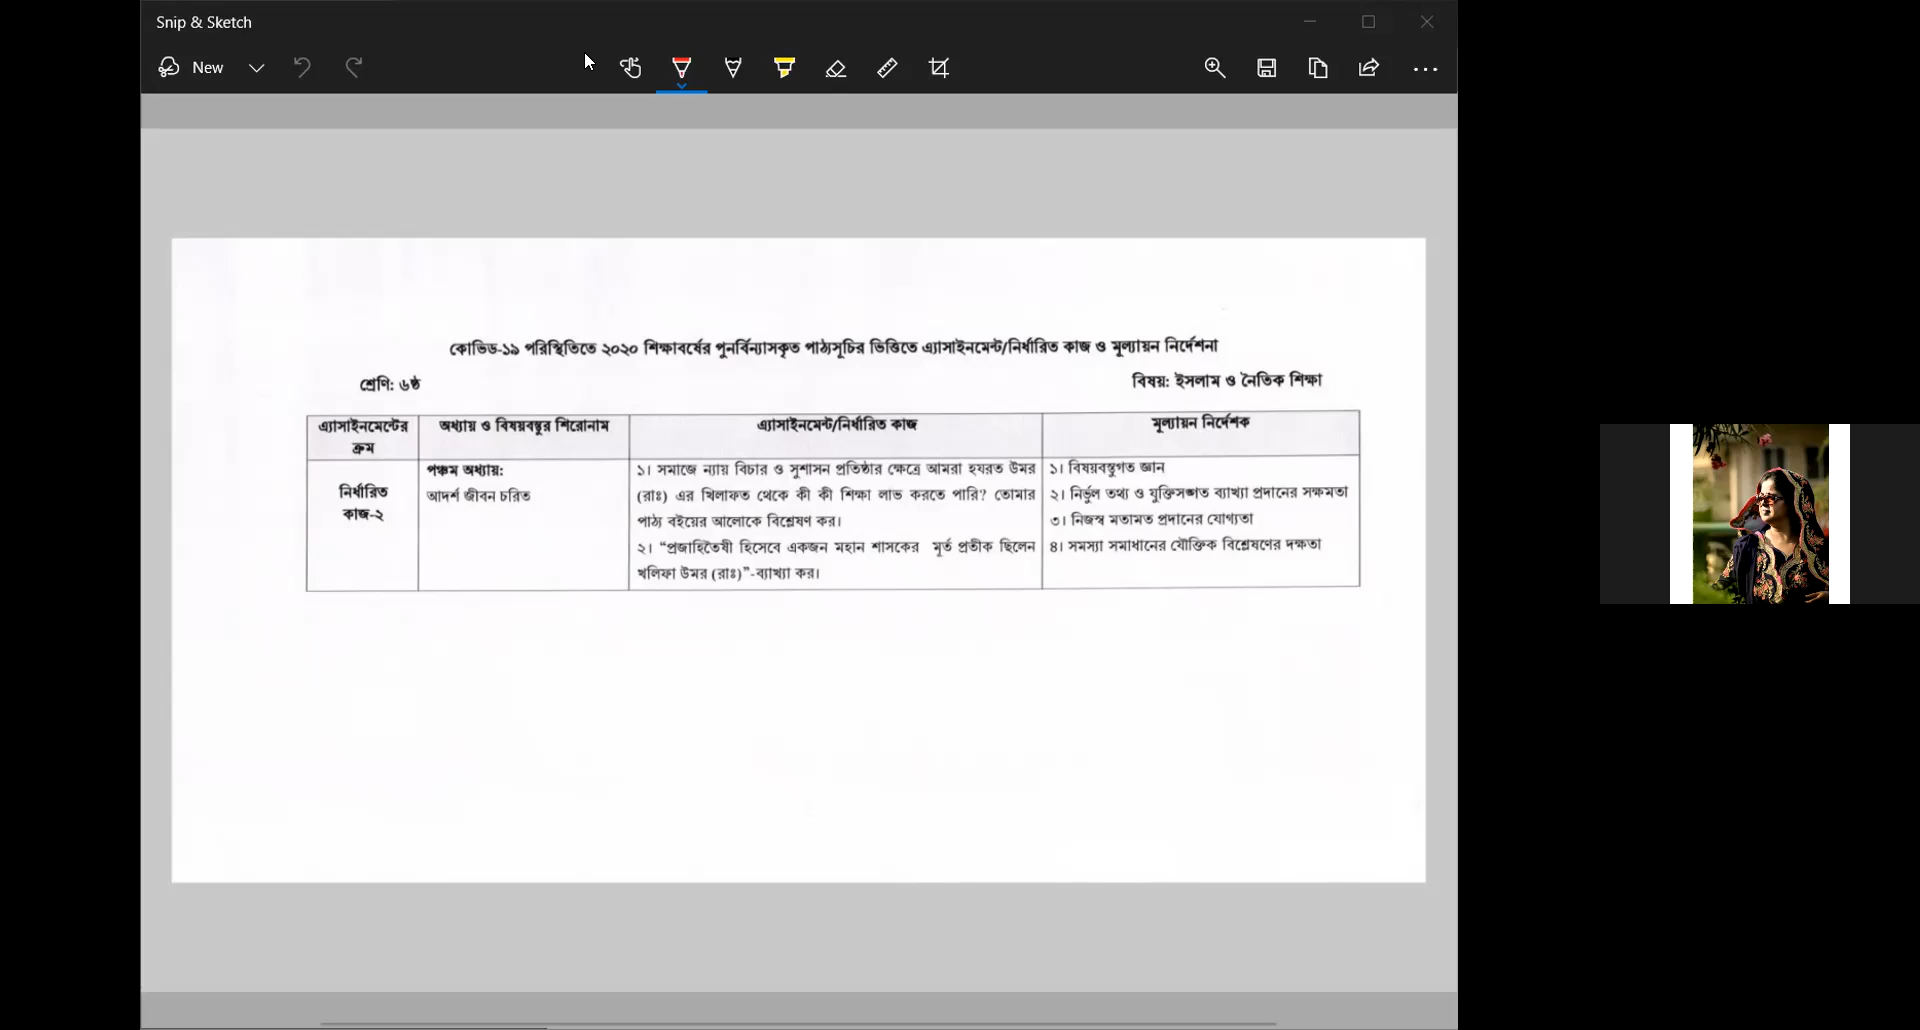 Snip & Sketch
New
কোভিড-১৯ পরিস্থিতিতে ২০২০ শিক্ষাবর্ষের পুনর্বিন্যাসকৃত পাঠ্যসূচির ভিত্তিতে এ্যাসাইনমেন্ট/নির্ধারিত কাজ ও মূল্যায়ন নির্দেশনা
শ্রেণি: ৬ষ্ঠ
বিষয়: ইসলাম ও নৈতিক শিক্ষা
এ্যাসাইনমেন্টের
ক্রম
অধ্যায় ও বিষয়বস্তুর শিরোনাম
এ্যাসাইনমেন্ট/নির্ধারিত কাজ
মূল্যায়ন নির্দেশক
নির্ধারিত
কাজ-২
পঞ্চম অধ্যায়:
আদর্শ জীবন চরিত
১। সমাজে ন্যায় বিচার ও সুশাসন প্রতিষ্ঠার ক্ষেত্রে আমরা হযরত উমর
(রাঃ) এর খিলাফত থেকে কী কী শিক্ষা লাভ করতে পারি? তোমার
পাঠ্য বইয়ের আলোকে বিশ্লেষণ কর।
২। “প্রজাহিতৈষী হিসেবে একজন মহান শাসকের মূর্ত প্রতীক ছিলেন
খলিফা উমর (রাঃ)”-ব্যাখ্যা কর।
১। বিষয়বস্তুগত জ্ঞান
২। নির্ভুল তথ্য ও যুক্তিসঙ্গত ব্যাখ্যা প্রদানের সক্ষমতা
৩। নিজস্ব মতামত প্রদানের যোগ্যতা
৪। সমস্যা সমাধানের যৌক্তিক বিশ্লেষণের দক্ষতা